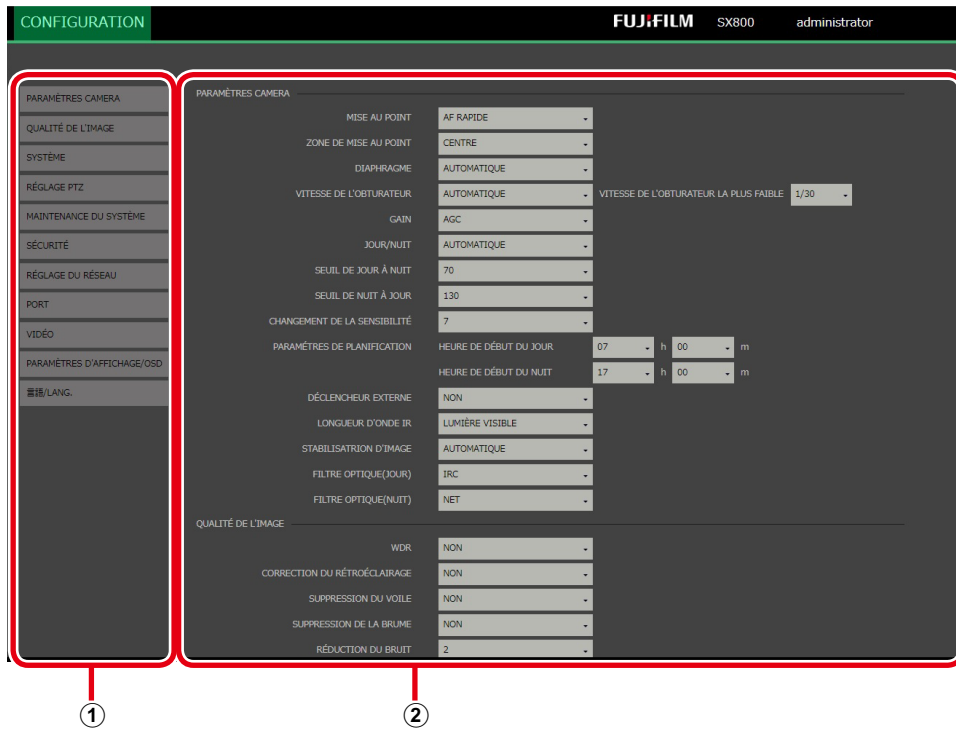 CONFIGURATION FUJIFILM SX800 administrator
PARAMÈTRES CAMERA
QUALITÉ DE L'IMAGE
SYSTÈME
RÉGLAGE PTZ
MAINTENANCE DU SYSTÈME
SÉCURITÉ
RÉGLAGE DU RÉSEAU
PORT
VIDÉO
PARAMÈTRES D'AFFICHAGE/OSD
言語/LANG.
PARAMÈTRES CAMERA
MISE AU POINT AF RAPIDE
ZONE DE MISE AU POINT CENTRE
DIAPHRAGME AUTOMATIQUE
VITESSE DE L'OBTURATEUR AUTOMATIQUE VITESSE DE L'OBTURATEUR LA PLUS FAIBLE 1/30
GAIN AGC
JOUR/NUIT AUTOMATIQUE
SEUIL DE JOUR À NUIT 70
SEUIL DE NUIT À JOUR 130
CHANGEMENT DE LA SENSIBILITÉ 7
PARAMÉTRES DE PLANIFICATION HEURE DE DÉBUT DU JOUR 07 h 00 m
HEURE DE DÉBUT DU NUIT 17 h 00 m
DÉCLENCHEUR EXTERNE NON
LONGUEUR D'ONDE IR LUMIÈRE VISIBLE
STABILISATRION D'IMAGE AUTOMATIQUE
FILTRE OPTIQUE(JOUR) IRC
FILTRE OPTIQUE(NUIT) NET
QUALITÉ DE L'IMAGE
WDR NON
CORRECTION DU RÉTROÉCLAIRAGE NON
SUPPRESSION DU VOILE NON
SUPPRESSION DE LA BRUME NON
RÉDUCTION DU BRUIT 2
1 2